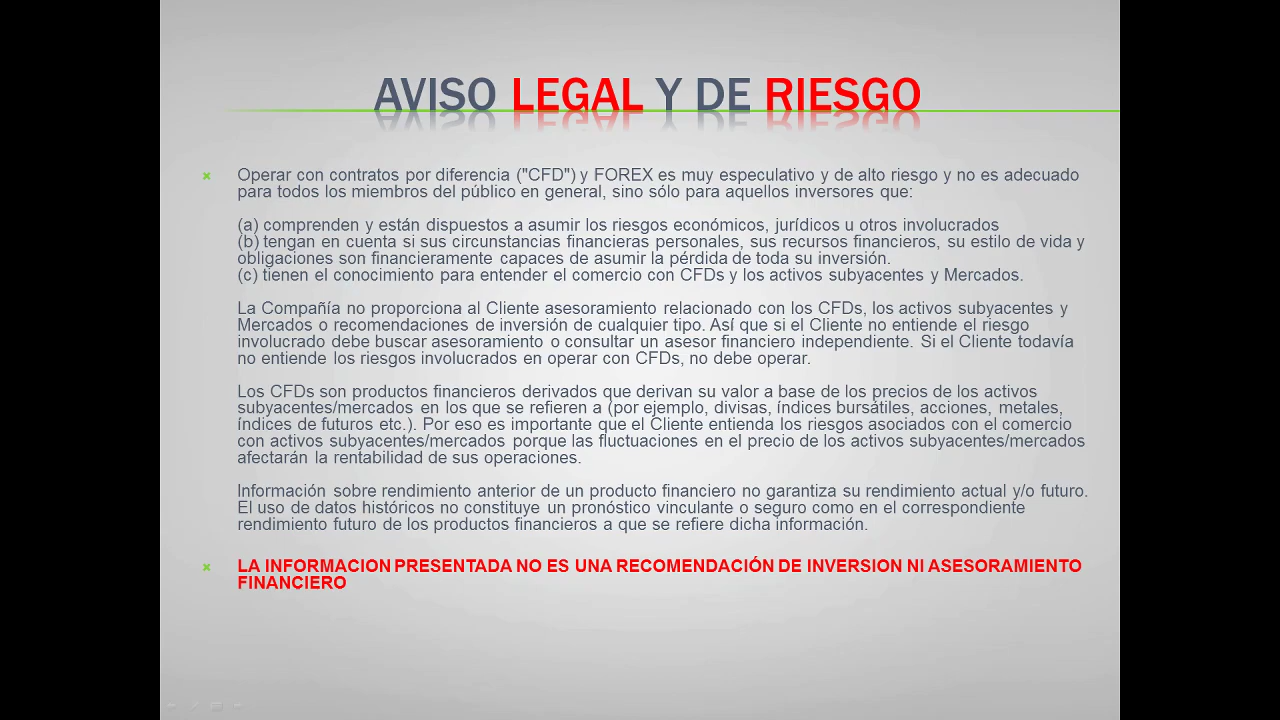 AVISO LEGAL Y DE RIESGO
Operar con contratos por diferencia ("CFD") y FOREX es muy especulativo y de alto riesgo y no es adecuado
para todos los miembros del público en general, sino sólo para aquellos inversores que:
(a) comprenden y están dispuestos a asumir los riesgos económicos, jurídicos u otros involucrados
(b) tengan en cuenta si sus circunstancias financieras personales, sus recursos financieros, su estilo de vida y
obligaciones son financieramente capaces de asumir la pérdida de toda su inversión.
(c) tienen el conocimiento para entender el comercio con CFDs y los activos subyacentes y Mercados.
La Compañía no proporciona al Cliente asesoramiento relacionado con los CFDs, los activos subyacentes y
Mercados o recomendaciones de inversión de cualquier tipo. Así que si el Cliente no entiende el riesgo
involucrado debe buscar asesoramiento o consultar un asesor financiero independiente. Si el Cliente todavía
no entiende los riesgos involucrados en operar con CFDs, no debe operar.
Los CFDs son productos financieros derivados que derivan su valor a base de los precios de los activos
subyacentes/mercados en los que se refieren a (por ejemplo, divisas, índices bursátiles, acciones, metales,
índices de futuros etc.). Por eso es importante que el Cliente entienda los riesgos asociados con el comercio
con activos subyacentes/mercados porque las fluctuaciones en el precio de los activos subyacentes/mercados
afectarán la rentabilidad de sus operaciones.
Información sobre rendimiento anterior de un producto financiero no garantiza su rendimiento actual y/o futuro.
El uso de datos históricos no constituye un pronóstico vinculante o seguro como en el correspondiente
rendimiento futuro de los productos financieros a que se refiere dicha información.
LA INFORMACION PRESENTADA NO ES UNA RECOMENDACIÓN DE INVERSION NI ASESORAMIENTO
FINANCIERO